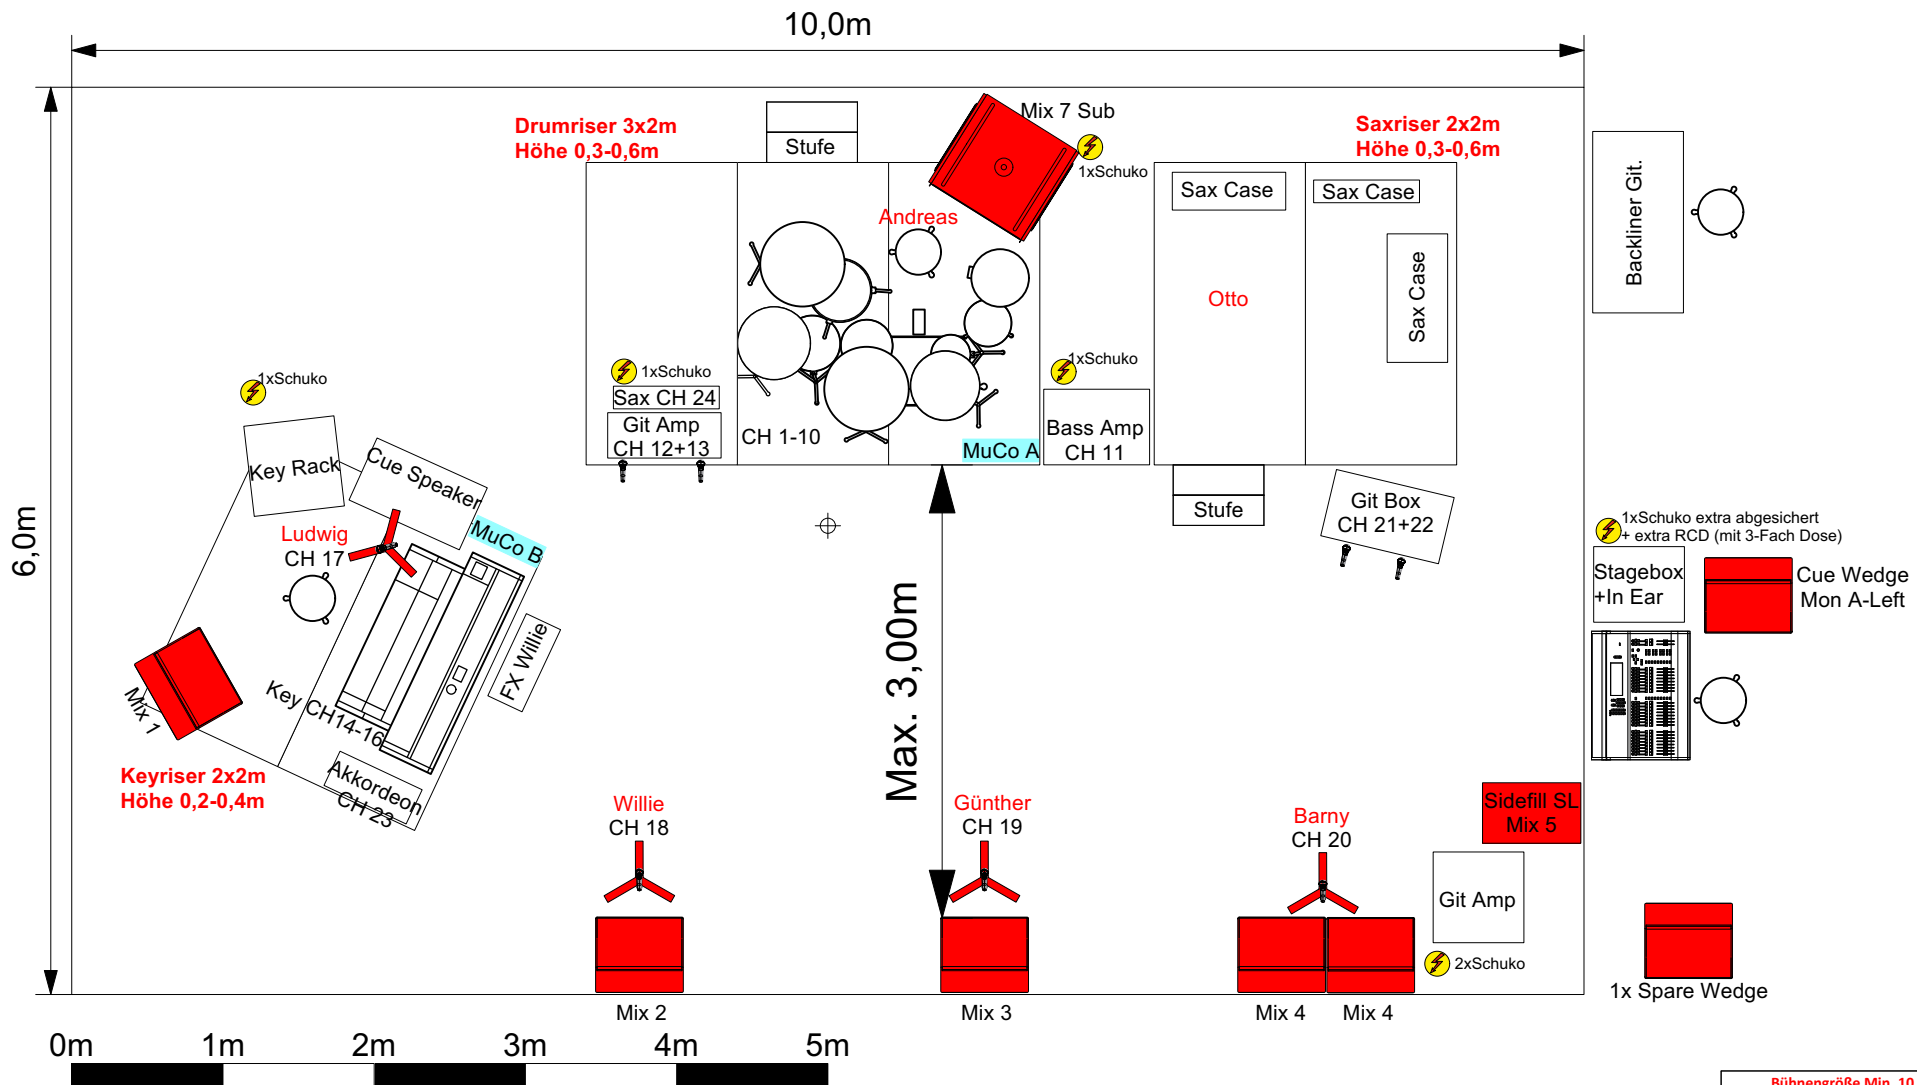 10,0m
6,0m
Drumriser 3x2m
Höhe 0,3-0,6m
Stufe
Mix 7 Sub
1xSchuko
Saxriser 2x2m
Höhe 0,3-0,6m
Sax Case
Sax Case
Sax Case
Backliner Git.
Andreas
Otto
1xSchuko
Sax CH 24
Git Amp
CH 12+13
CH 1-10
MuCo A
1xSchuko
Bass Amp
CH 11
1xSchuko
Key Rack
Cue Speaker
MuCo B
Ludwig
CH 17
Stufe
Git Box
CH 21+22
1xSchuko extra abgesichert
+ extra RCD (mit 3-Fach Dose)
Stagebox
+In Ear
Cue Wedge
Mon A-Left
FX Willie
Mix 1
Key CH14-16
Akkordeon
CH 23
Keyriser 2x2m
Höhe 0,2-0,4m
Max. 3,00m
Willie
CH 18
Günther
CH 19
Barny
CH 20
Sidefill SL
Mix 5
Git Amp
2xSchuko
Mix 2
Mix 3
Mix 4
Mix 4
1x Spare Wedge
0m 1m 2m 3m 4m 5m
Bühnengröße Min. 10